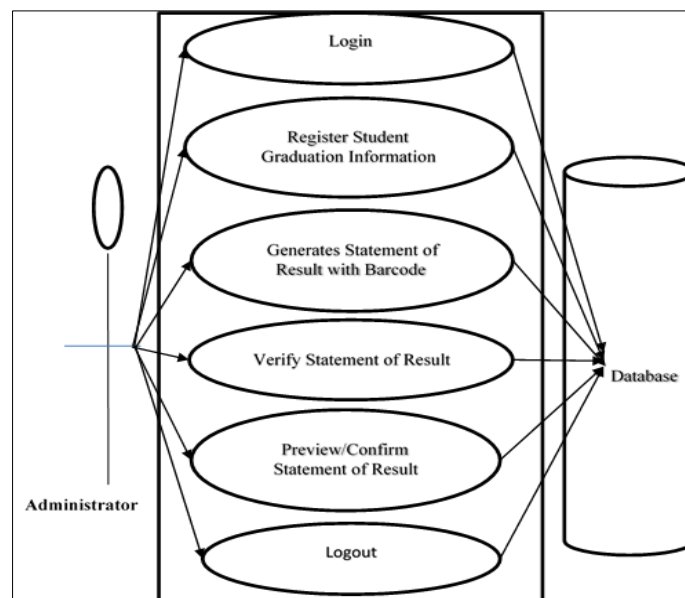 Login
Register Student
Graduation Information
Generates Statement of
Result with Barcode
Verify Statement of Result
Database
Preview/Confirm
Statement of Result
Administrator
Logout